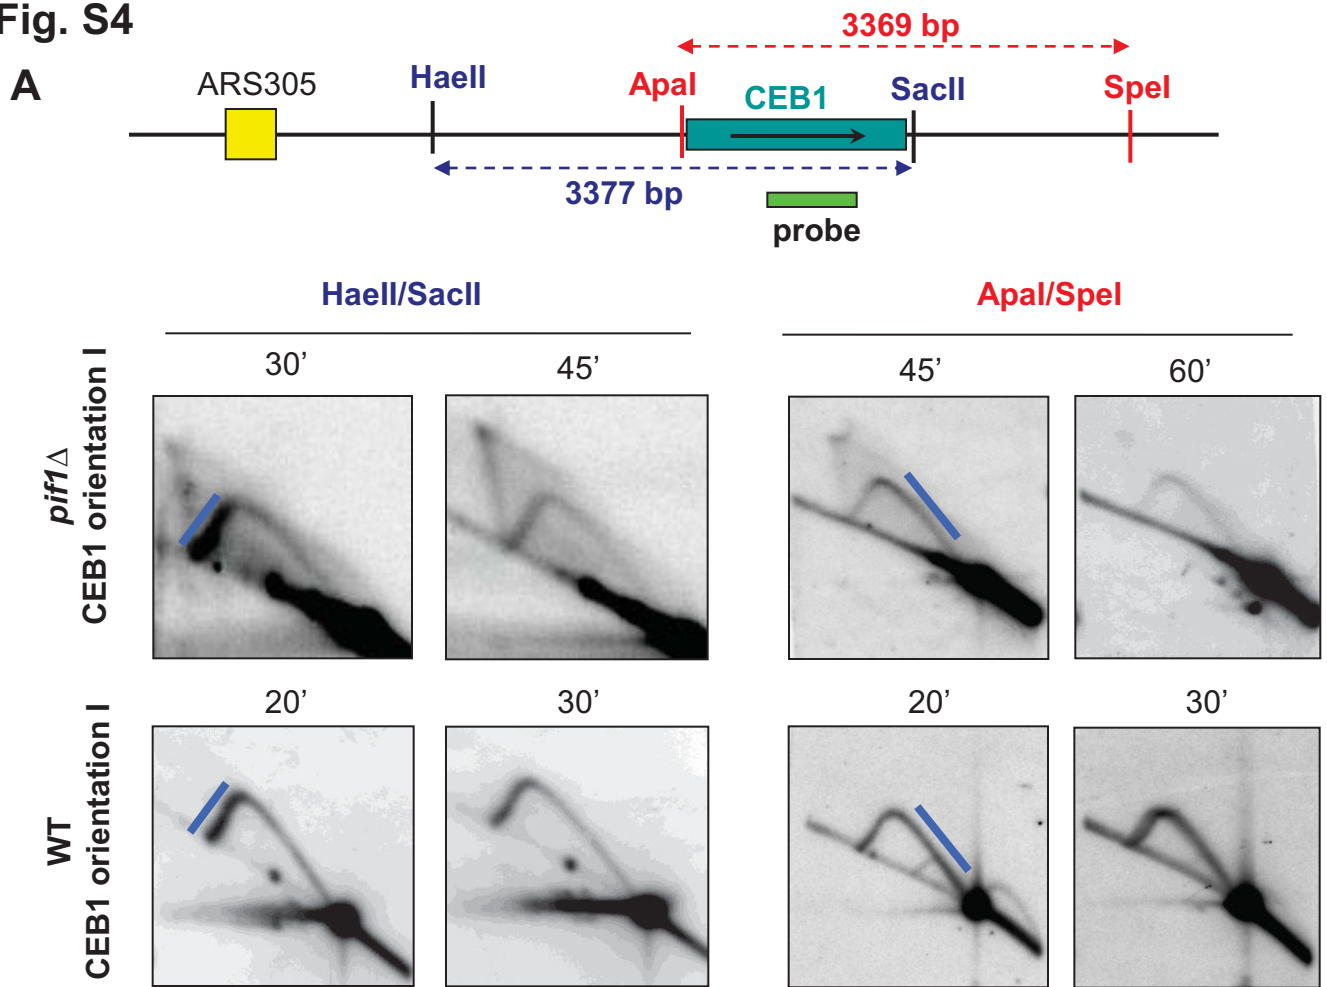 Fig. S4
A
3369 bp
ARS305
HaeII
ApaI
CEB1
SacII
SpeI
3377 bp
probe
HaeII/SacII
ApaI/SpeI
30’
45’
45’
60’
pif1Δ
CEB1 orientation I
20’
30’
20’
30’
WT
CEB1 orientation I